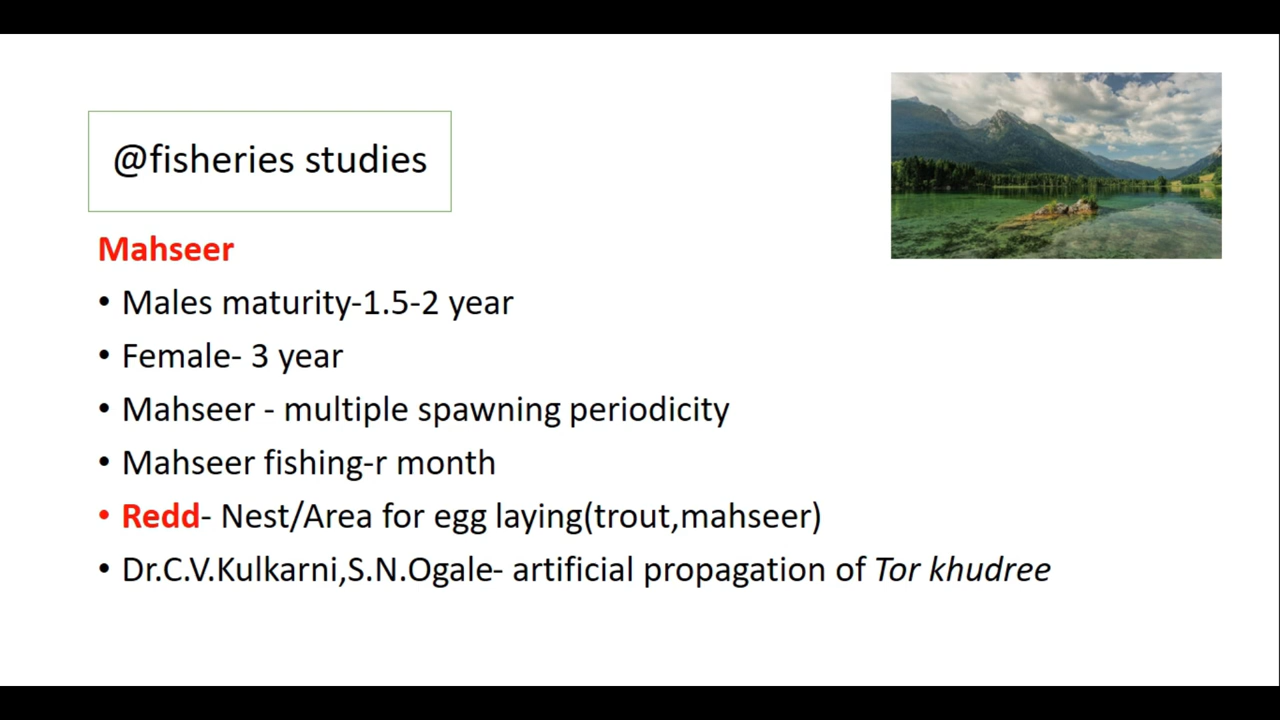 @fisheries studies
Mahseer
• Males maturity-1.5-2 year
• Female- 3 year
• Mahseer - multiple spawning periodicity
• Mahseer fishing-r month
• Redd- Nest/Area for egg laying(trout,mahseer)
• Dr.C.V.Kulkarni,S.N.Ogale- artificial propagation of Tor khudree